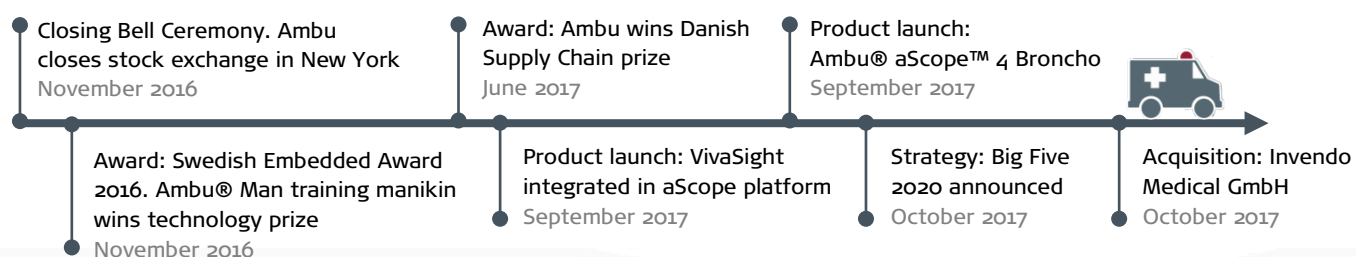 Closing Bell Ceremony. Ambu
closes stock exchange in New York
November 2016
Award: Ambu wins Danish
Supply Chain prize
June 2017
Product launch:
Ambu® aScope™ 4 Broncho
September 2017
Award: Swedish Embedded Award
2016. Ambu® Man training manikin
wins technology prize
November 2016
Product launch: VivaSight
integrated in aScope platform
September 2017
Strategy: Big Five
2020 announced
October 2017
Acquisition: Invendo
Medical GmbH
October 2017